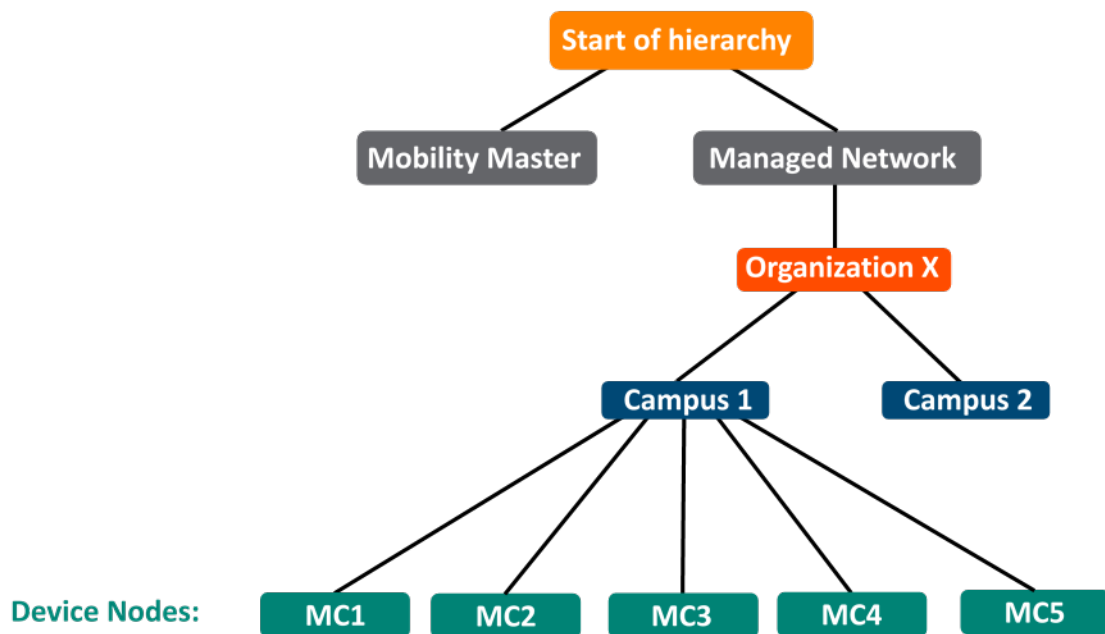 Start of hierarchy
Mobility Master
Managed Network
Organization X
Campus 1
Campus 2
Device Nodes:
MC1
MC2
MC3
MC4
MC5